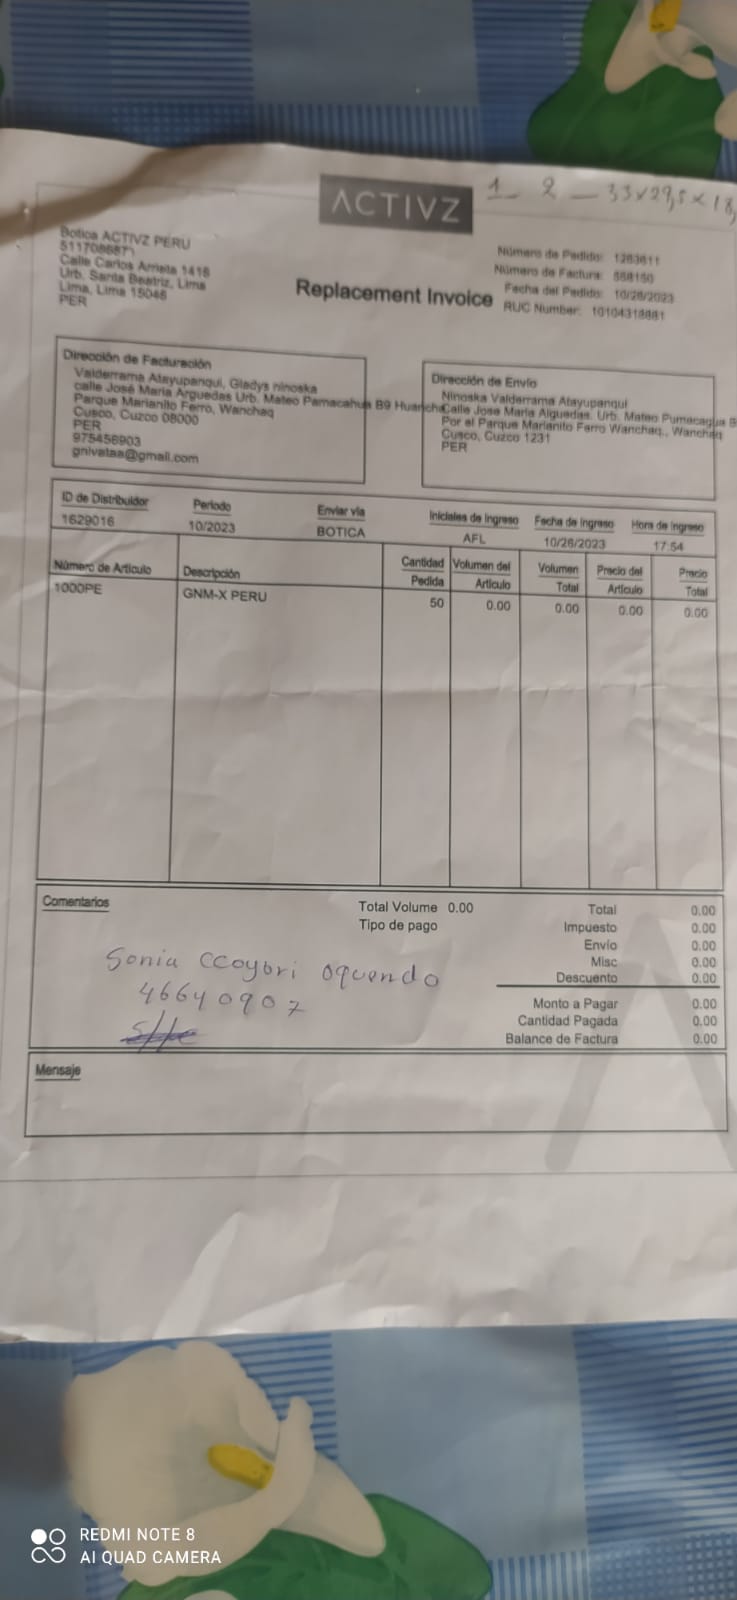 ACTIVZ
1 2 - 33x29,5x18,
Botica ACTIVZ PERU
Calle Carlos Arrieta 1416
Urb. Santa Beatriz, Lima
Lima, Lima 15046
PER
Replacement Invoice
Número de Pedido: 1263611
Número de Factura: 558150
Fecha del Pedido: 10/26/2023
RUC Number: 10104318881
Dirección de Facturación
Valderrama Atayupanqui, Gladys ninoska
calle José María Arguedas Urb. Mateo Pamacahua B9 Huancha
Parque Marianito Ferro, Wanchaq
Cusco, Cuzco 08000
PER
975456903
gnivataa@gmail.com
Dirección de Envío
Ninoska Valderrama Atayupanqui
Calle Jose María Alguedas. Urb. Mateo Pumacagua B
Por el Parque Marianito Ferro Wanchaq., Wanchaq
Cusco, Cuzco 1231
PER
ID de Distribuidor Periodo Enviar vía Iniciales de Ingreso Fecha de Ingreso Hora de Ingreso
1629016 10/2023 BOTICA AFL 10/26/2023 17:54
Número de Articulo Descripción Cantidad Pedida Volumen del Artículo Volumen Total Precio del Artículo Precio Total
1000PE GNM-X PERU 50 0.00 0.00 0.00 0.00
Comentarios
Total Volume 0.00
Tipo de pago
Total 0.00
Impuesto 0.00
Envío 0.00
Misc 0.00
Descuento 0.00
Monto a Pagar 0.00
Cantidad Pagada 0.00
Balance de Factura 0.00
Sonia Ccoyori Oquendo
46640907
Mensaje
REDMI NOTE 8
AI QUAD CAMERA